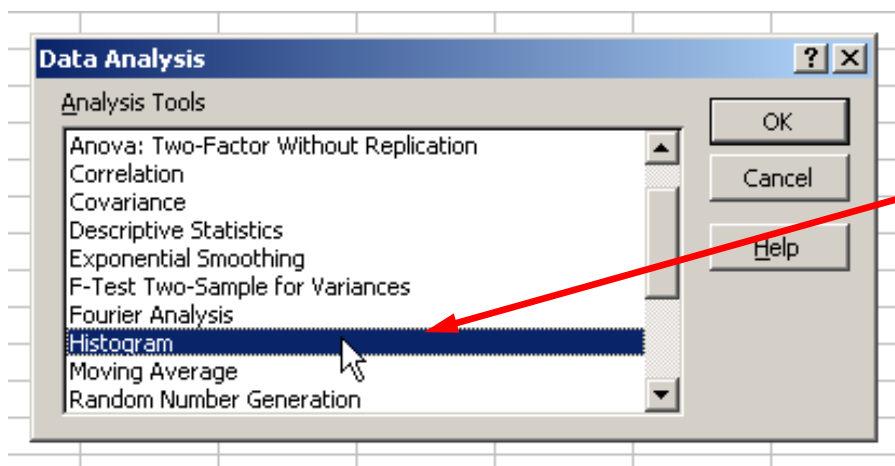 Data Analysis
Analysis Tools
Anova: Two-Factor Without Replication
Correlation
Covariance
Descriptive Statistics
Exponential Smoothing
F-Test Two-Sample for Variances
Fourier Analysis
Histogram
Moving Average
Random Number Generation
OK
Cancel
Help